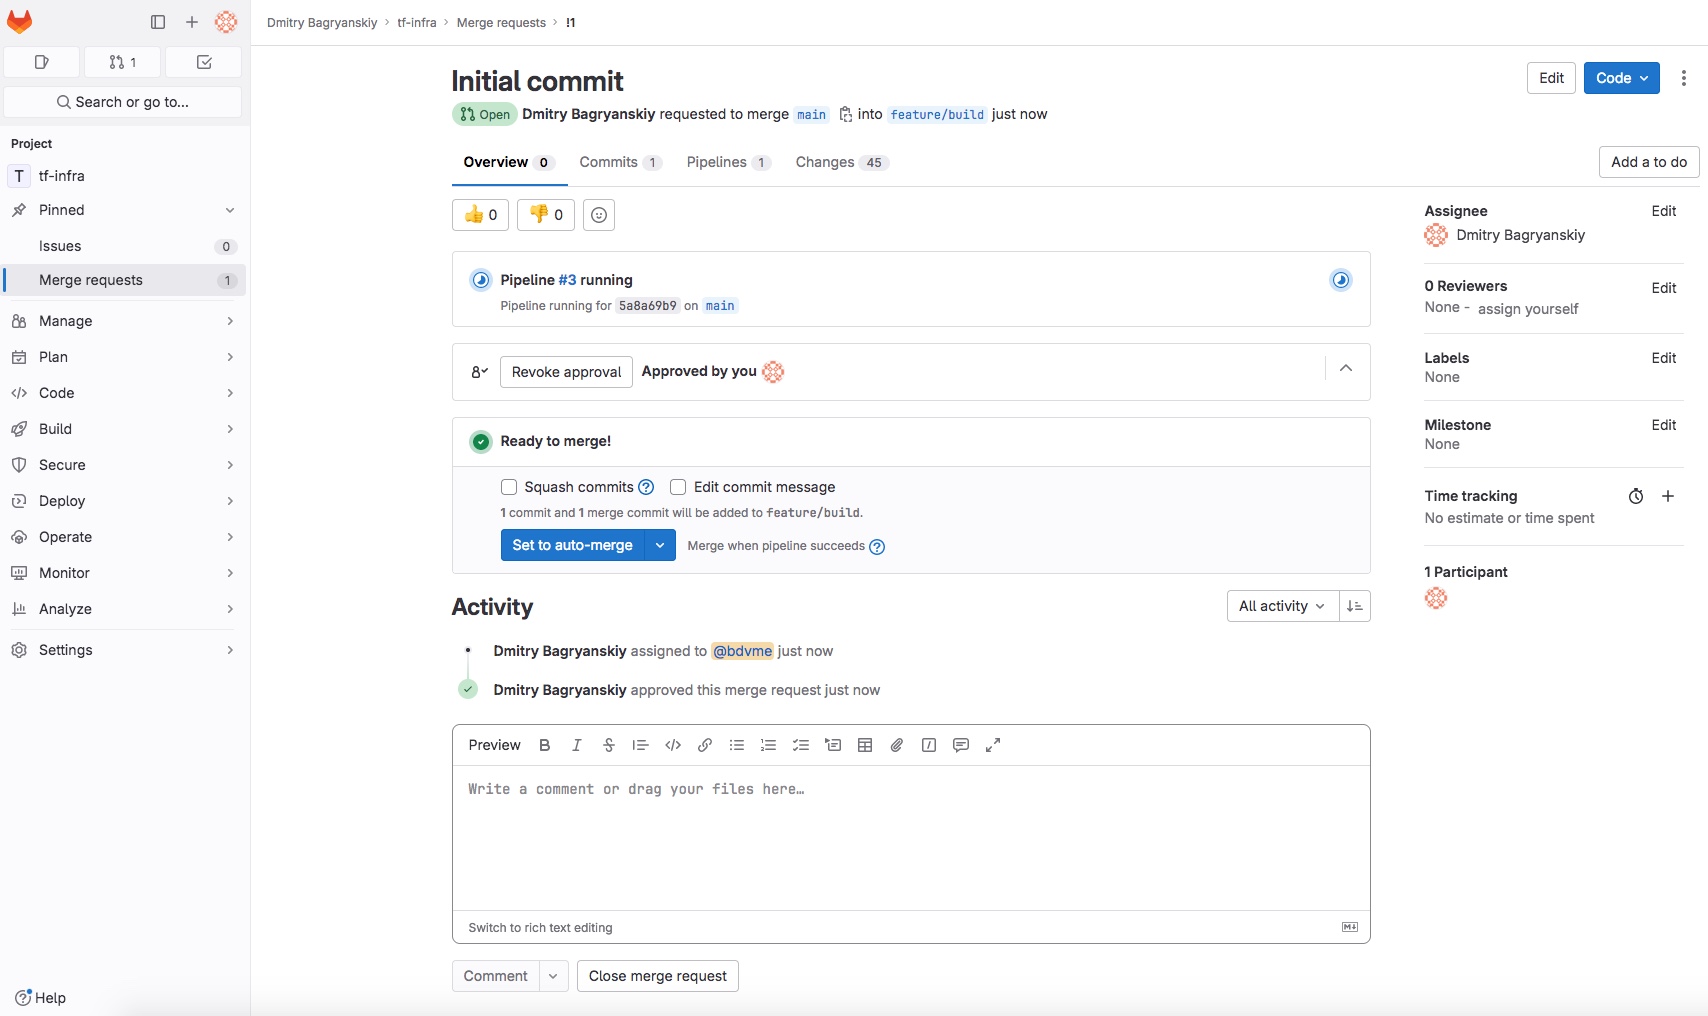 Dmitry Bagryanskiy › tf-infra › Merge requests › !1
1
Search or go to...
Project
T tf-infra
Pinned
Issues 0
Merge requests 1
Manage
Plan
Code
Build
Secure
Deploy
Operate
Monitor
Analyze
Settings
Help
Initial commit
Edit
Code
Open Dmitry Bagryanskiy requested to merge main into feature/build just now
Overview 0 Commits 1 Pipelines 1 Changes 45
Add a to do
0 0
Pipeline #3 running
Pipeline running for 5a8a69b9 on main
Revoke approval Approved by you
Ready to merge!
Squash commits ? Edit commit message
1 commit and 1 merge commit will be added to feature/build.
Set to auto-merge Merge when pipeline succeeds ?
Activity
All activity
Dmitry Bagryanskiy assigned to @bdvme just now
Dmitry Bagryanskiy approved this merge request just now
Preview B I S
Write a comment or drag your files here…
Switch to rich text editing
Comment
Close merge request
Assignee Edit
Dmitry Bagryanskiy
0 Reviewers Edit
None - assign yourself
Labels Edit
None
Milestone Edit
None
Time tracking
No estimate or time spent
1 Participant